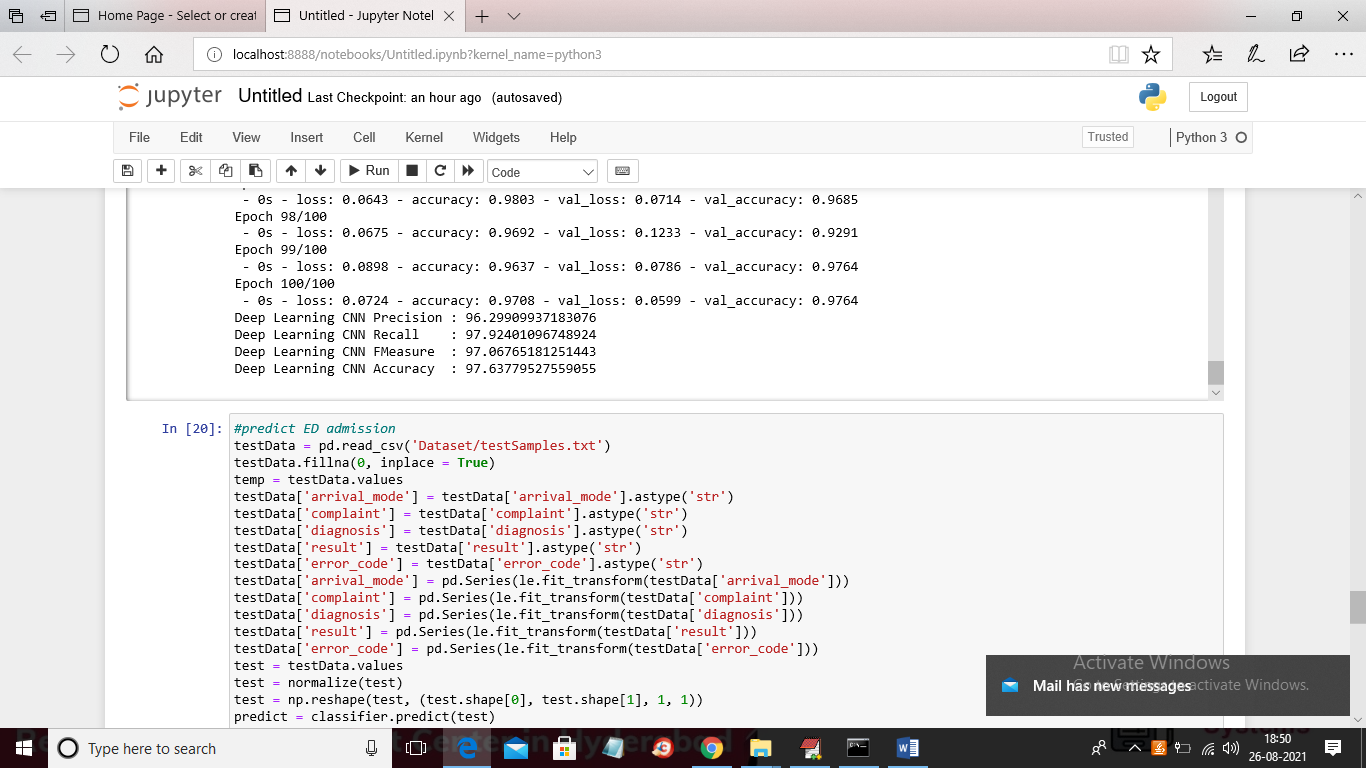 Home Page - Select or creat
Untitled - Jupyter Notel
localhost:8888/notebooks/Untitled.ipynb?kernel_name=python3
jupyter Untitled Last Checkpoint: an hour ago (autosaved)
Logout
File Edit View Insert Cell Kernel Widgets Help
Trusted
Python 3
Run
Code
- 0s - loss: 0.0643 - accuracy: 0.9803 - val_loss: 0.0714 - val_accuracy: 0.9685
Epoch 98/100
- 0s - loss: 0.0675 - accuracy: 0.9692 - val_loss: 0.1233 - val_accuracy: 0.9291
Epoch 99/100
- 0s - loss: 0.0898 - accuracy: 0.9637 - val_loss: 0.0786 - val_accuracy: 0.9764
Epoch 100/100
- 0s - loss: 0.0724 - accuracy: 0.9708 - val_loss: 0.0599 - val_accuracy: 0.9764
Deep Learning CNN Precision : 96.29909937183076
Deep Learning CNN Recall    : 97.92401096748924
Deep Learning CNN FMeasure  : 97.06765181251443
Deep Learning CNN Accuracy  : 97.63779527559055
In [20]:
#predict ED admission
testData = pd.read_csv('Dataset/testSamples.txt')
testData.fillna(0, inplace = True)
temp = testData.values
testData['arrival_mode'] = testData['arrival_mode'].astype('str')
testData['complaint'] = testData['complaint'].astype('str')
testData['diagnosis'] = testData['diagnosis'].astype('str')
testData['result'] = testData['result'].astype('str')
testData['error_code'] = testData['error_code'].astype('str')
testData['arrival_mode'] = pd.Series(le.fit_transform(testData['arrival_mode']))
testData['complaint'] = pd.Series(le.fit_transform(testData['complaint']))
testData['diagnosis'] = pd.Series(le.fit_transform(testData['diagnosis']))
testData['result'] = pd.Series(le.fit_transform(testData['result']))
testData['error_code'] = pd.Series(le.fit_transform(testData['error_code']))
test = testData.values
test = normalize(test)
test = np.reshape(test, (test.shape[0], test.shape[1], 1, 1))
predict = classifier.predict(test)
Activate Windows
Go to Settings to activate Windows.
Mail has new messages
Type here to search
18:50
26-08-2021